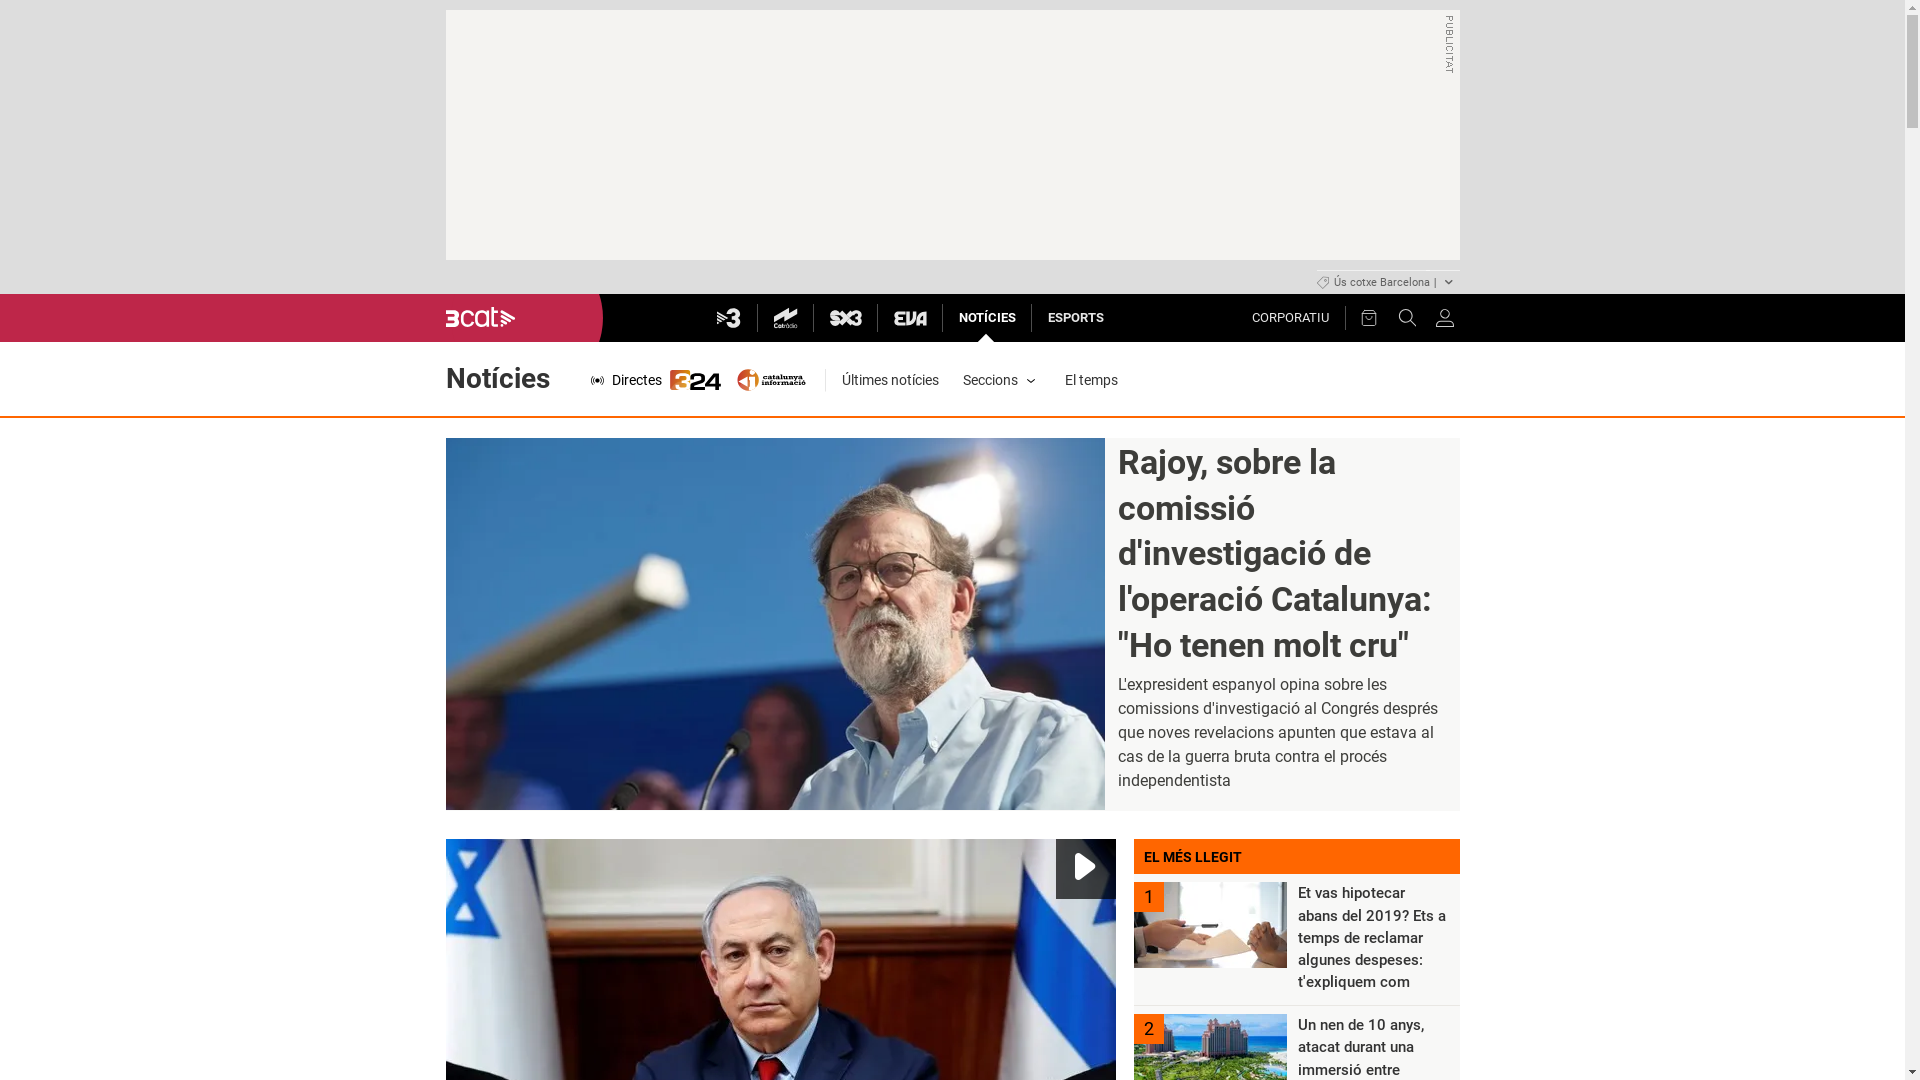 PUBLICITAT
Ús cotxe Barcelona |
3cat
3
Catràdio
SX3
EVA
NOTÍCIES
ESPORTS
CORPORATIU
Notícies
Directes
324
catalunya
informació
Últimes notícies
Seccions
El temps
Rajoy, sobre la
comissió
d'investigació de
l'operació Catalunya:
"Ho tenen molt cru"
L'expresident espanyol opina sobre les
comissions d'investigació al Congrés després
que noves revelacions apunten que estava al
cas de la guerra bruta contra el procés
independentista
EL MÉS LLEGIT
1
Et vas hipotecar
abans del 2019? Ets a
temps de reclamar
algunes despeses:
t'expliquem com
2
Un nen de 10 anys,
atacat durant una
immersió entre